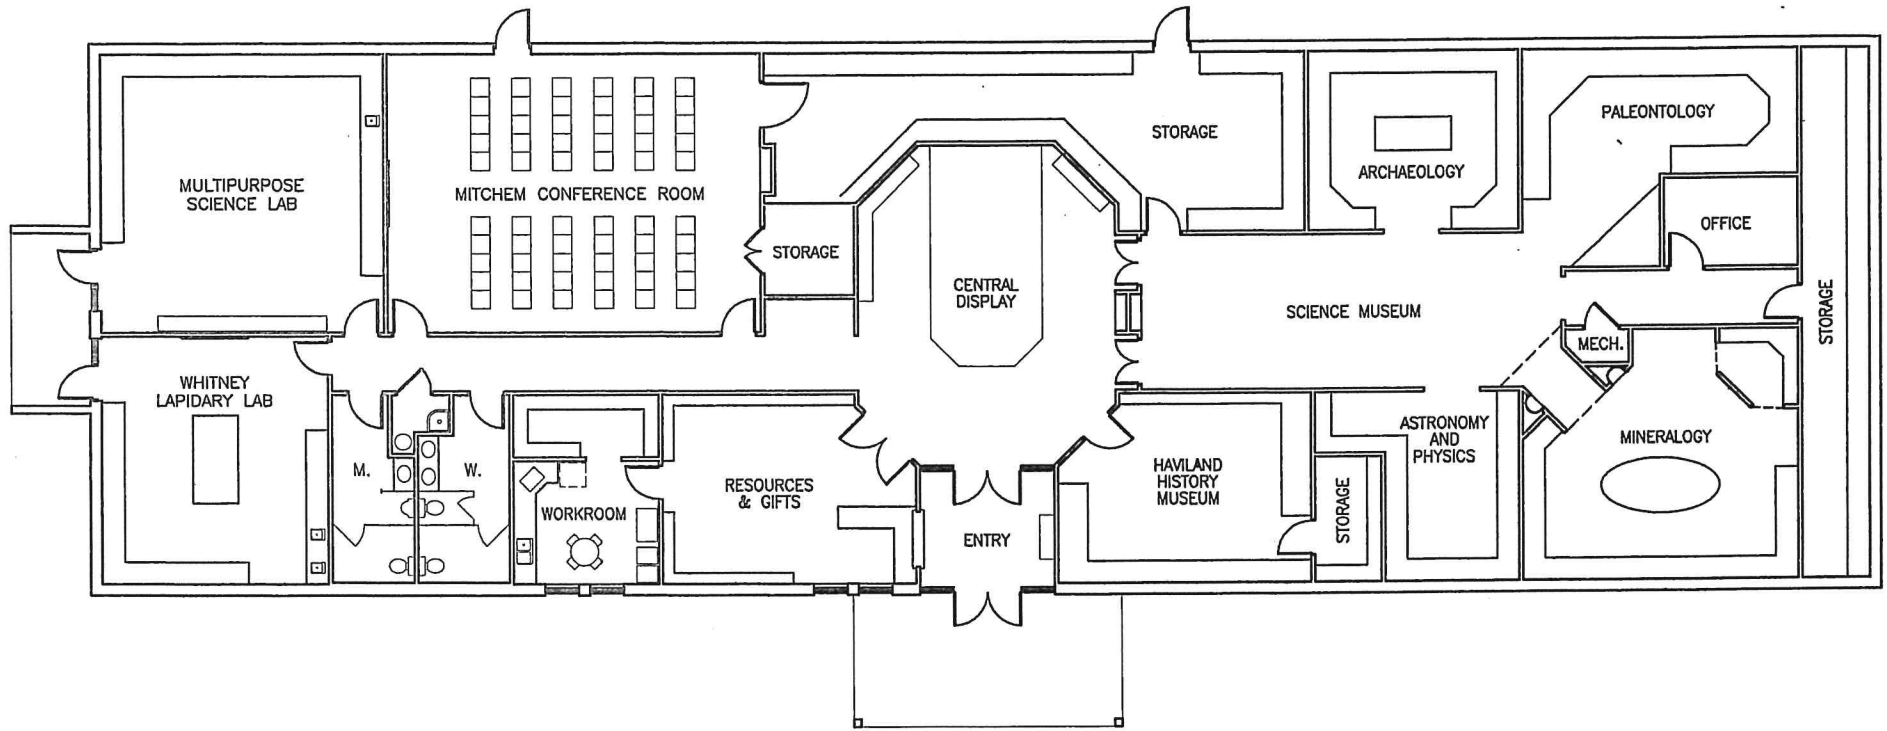 MULTIPURPOSE
SCIENCE LAB
MITCHEM CONFERENCE ROOM
STORAGE
STORAGE
ARCHAEOLOGY
PALEONTOLOGY
OFFICE
CENTRAL
DISPLAY
SCIENCE MUSEUM
STORAGE
MECH.
WHITNEY
LAPIDARY LAB
M.
W.
WORKROOM
RESOURCES
& GIFTS
ENTRY
HAVILAND
HISTORY
MUSEUM
STORAGE
ASTRONOMY
AND
PHYSICS
MINERALOGY